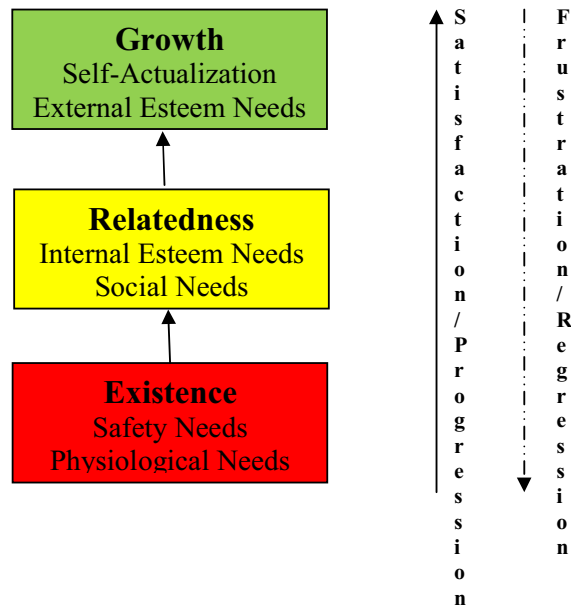 Growth
Self-Actualization
External Esteem Needs
Relatedness
Internal Esteem Needs
Social Needs
Existence
Safety Needs
Physiological Needs
Satisfaction/Progression
Frustration/Regression